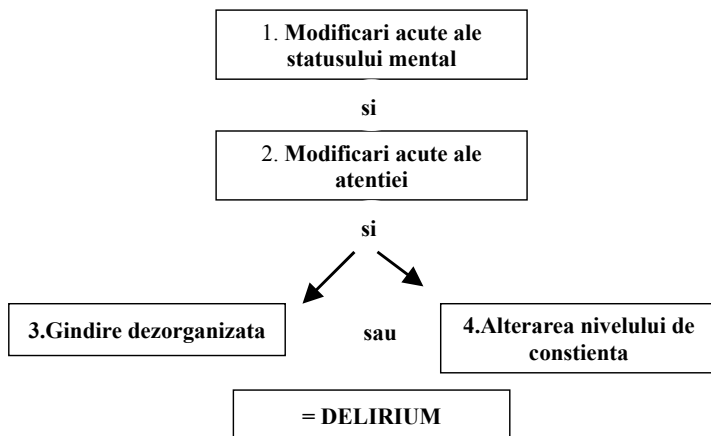 1. Modificari acute ale
statusului mental
si
2. Modificari acute ale
atentiei
si
3.Gindire dezorganizata
sau
4.Alterarea nivelului de
constienta
= DELIRIUM